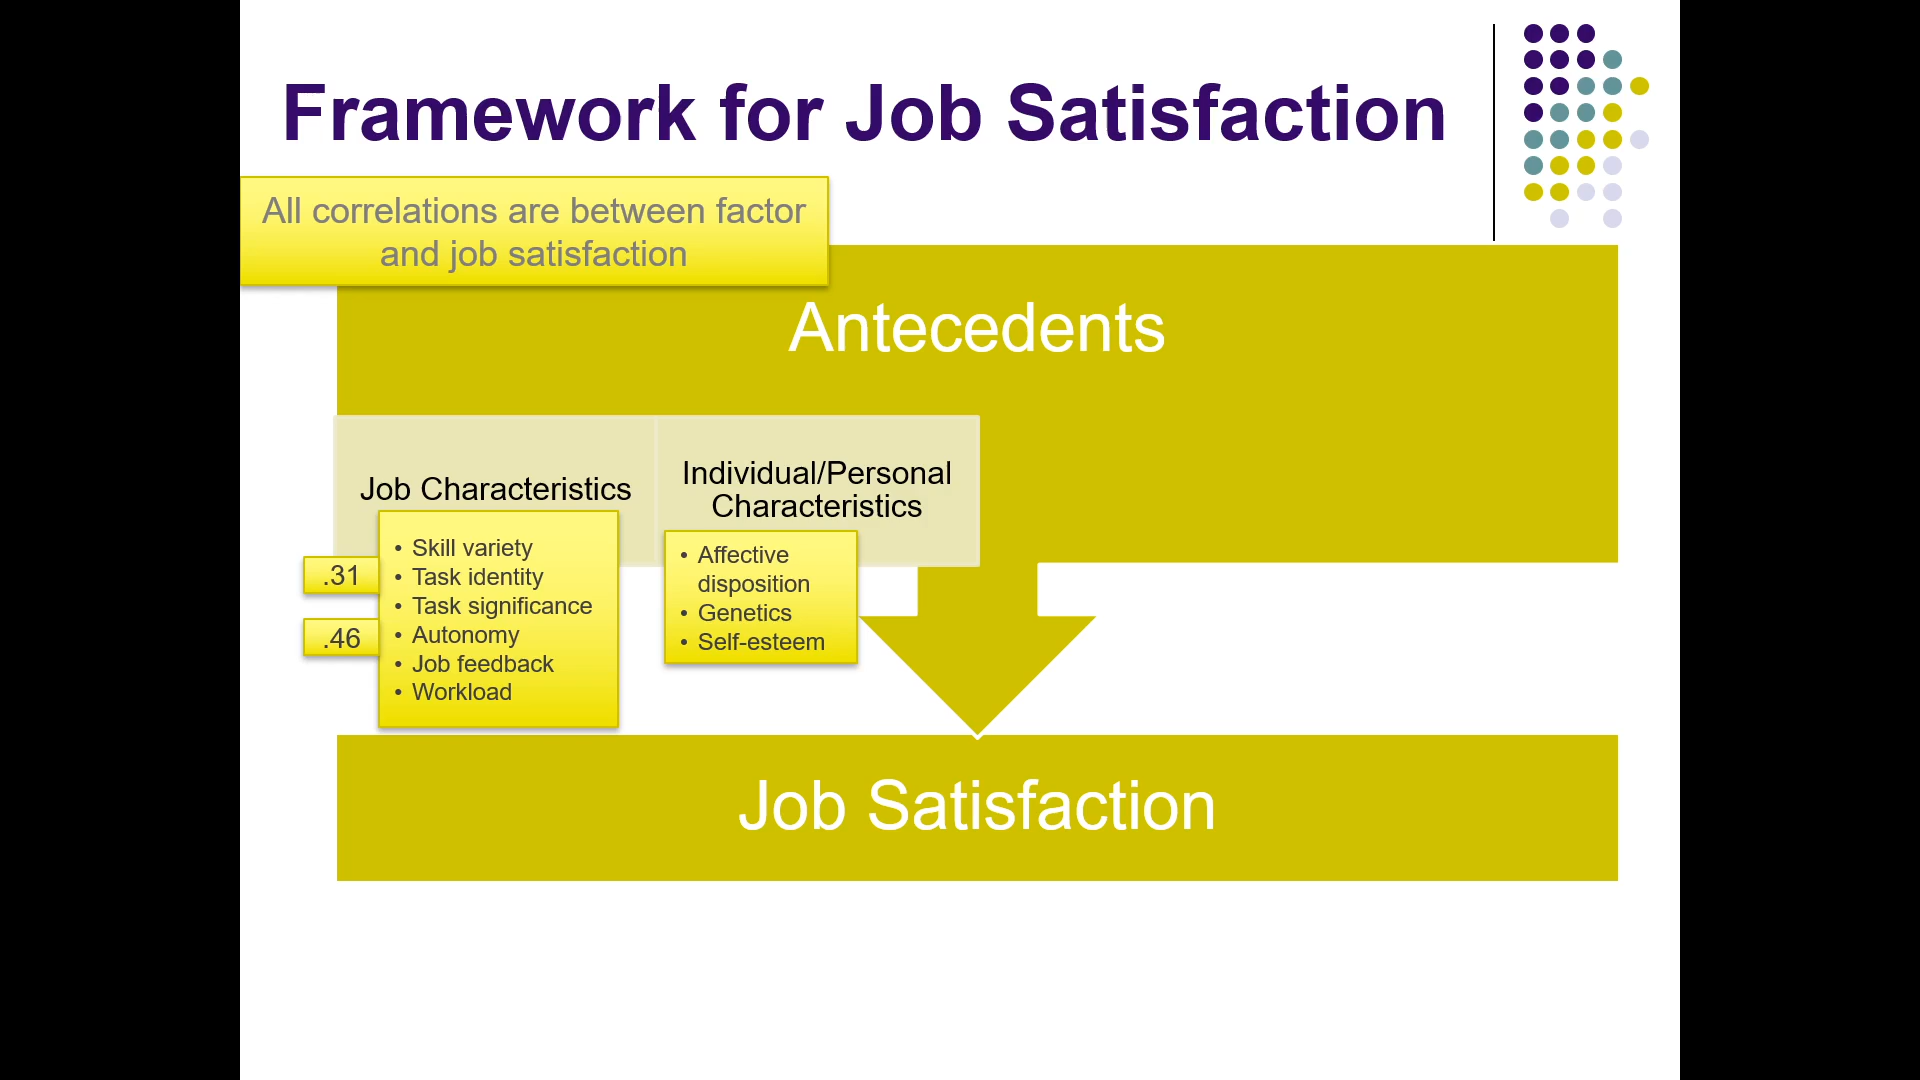 Framework for Job Satisfaction
All correlations are between factor
and job satisfaction
Antecedents
Job Characteristics
Individual/Personal
Characteristics
.31
.46
• Skill variety
• Task identity
• Task significance
• Autonomy
• Job feedback
• Workload
• Affective
disposition
• Genetics
• Self-esteem
Job Satisfaction